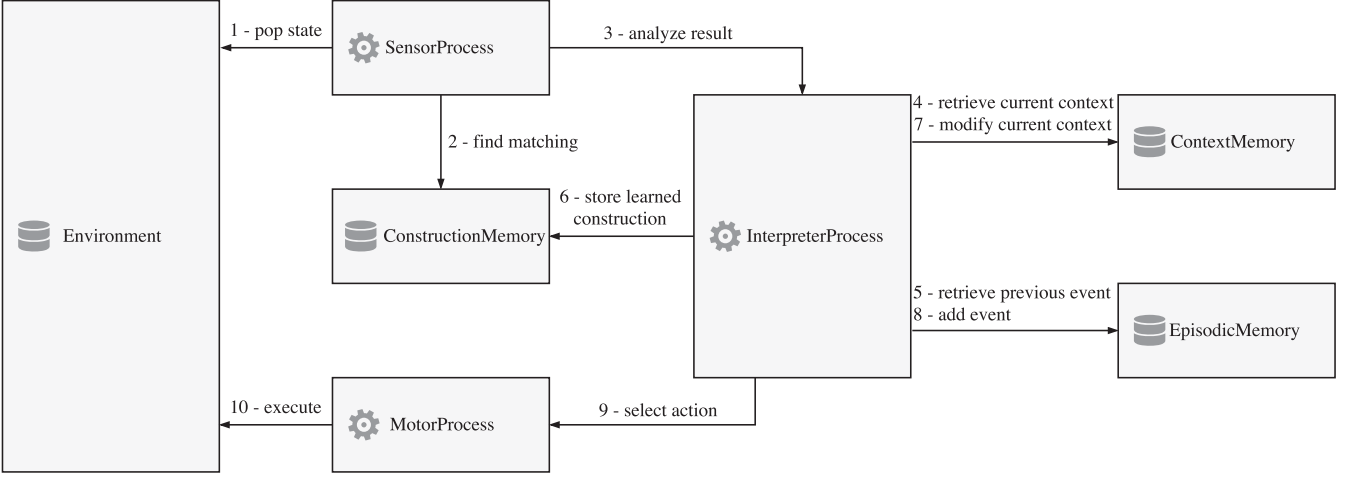 1 - pop state
SensorProcess
3 - analyze result
2 - find matching
4 - retrieve current context
7 - modify current context
ContextMemory
6 - store learned
construction
Environment
ConstructionMemory
InterpreterProcess
5 - retrieve previous event
8 - add event
EpisodicMemory
10 - execute
MotorProcess
9 - select action